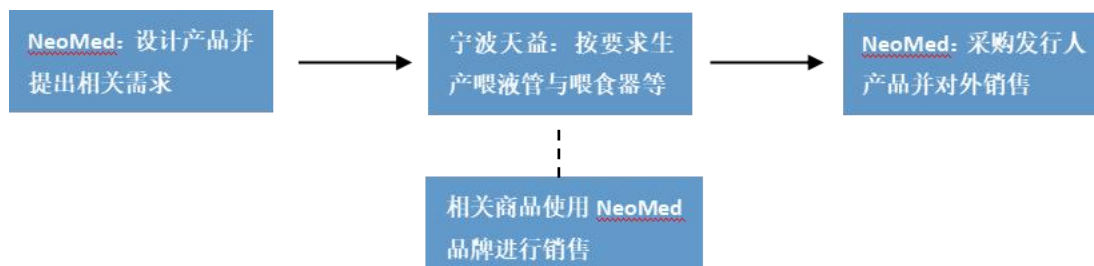 NeoMed：设计产品并
提出相关需求
宁波天益：按要求生
产喂液管与喂食器等
NeoMed：采购发行人
产品并对外销售
相关商品使用 NeoMed
品牌进行销售